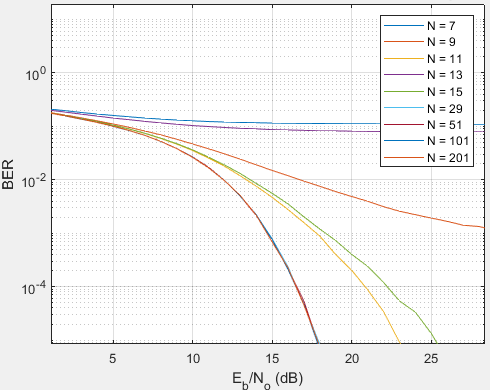 10^0
10^-2
10^-4
BER
N = 7
N = 9
N = 11
N = 13
N = 15
N = 29
N = 51
N = 101
N = 201
5 10 15 20 25
E_b/N_o (dB)